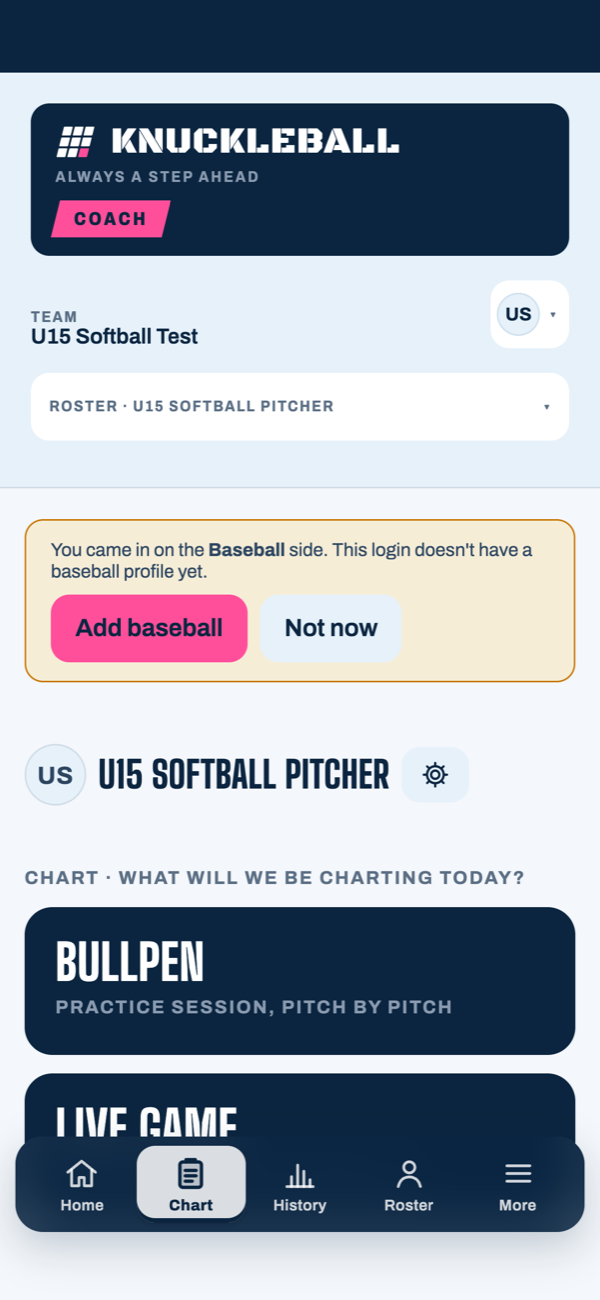 KNUCKLEBALL
ALWAYS A STEP AHEAD
COACH
TEAM
U15 Softball Test
US ▾
ROSTER · U15 SOFTBALL PITCHER ▾
You came in on the Baseball side. This login doesn't have a
baseball profile yet.
Add baseball Not now
US U15 SOFTBALL PITCHER
CHART · WHAT WILL WE BE CHARTING TODAY?
BULLPEN
PRACTICE SESSION, PITCH BY PITCH
LIVE GAME
Home Chart History Roster More